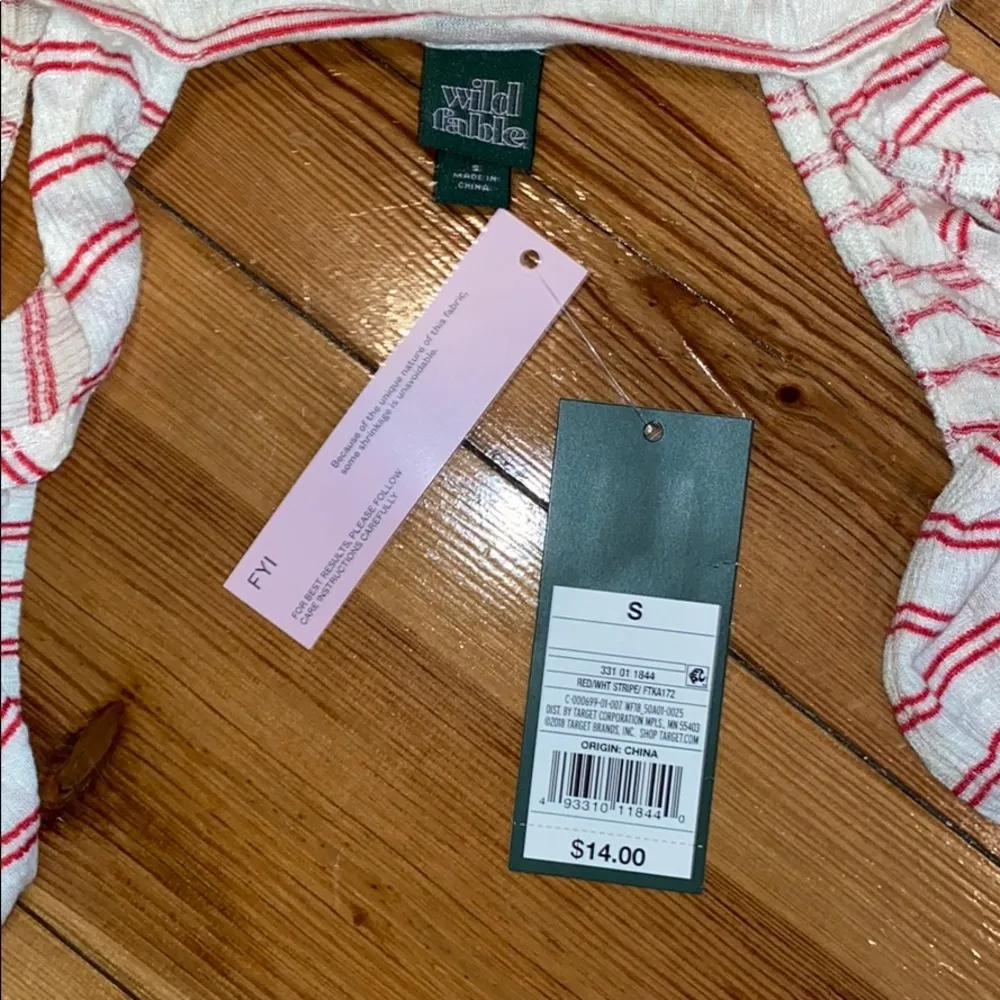 wild
fable
S
MADE IN
CHINA
FYI
Because of the unique nature of this fabric,
some shrinkage is unavoidable.
FOR BEST RESULTS, PLEASE FOLLOW
CARE INSTRUCTIONS CAREFULLY
S
331 01 1844
RED/WHT STRIPE/ FTKA172
C-000699-01-007 WF18_50A01-0025
DIST. BY TARGET CORPORATION MPLS., MN 55403
©2018 TARGET BRANDS, INC. SHOP TARGET.COM
ORIGIN: CHINA
4 93310 11844 0
$14.00